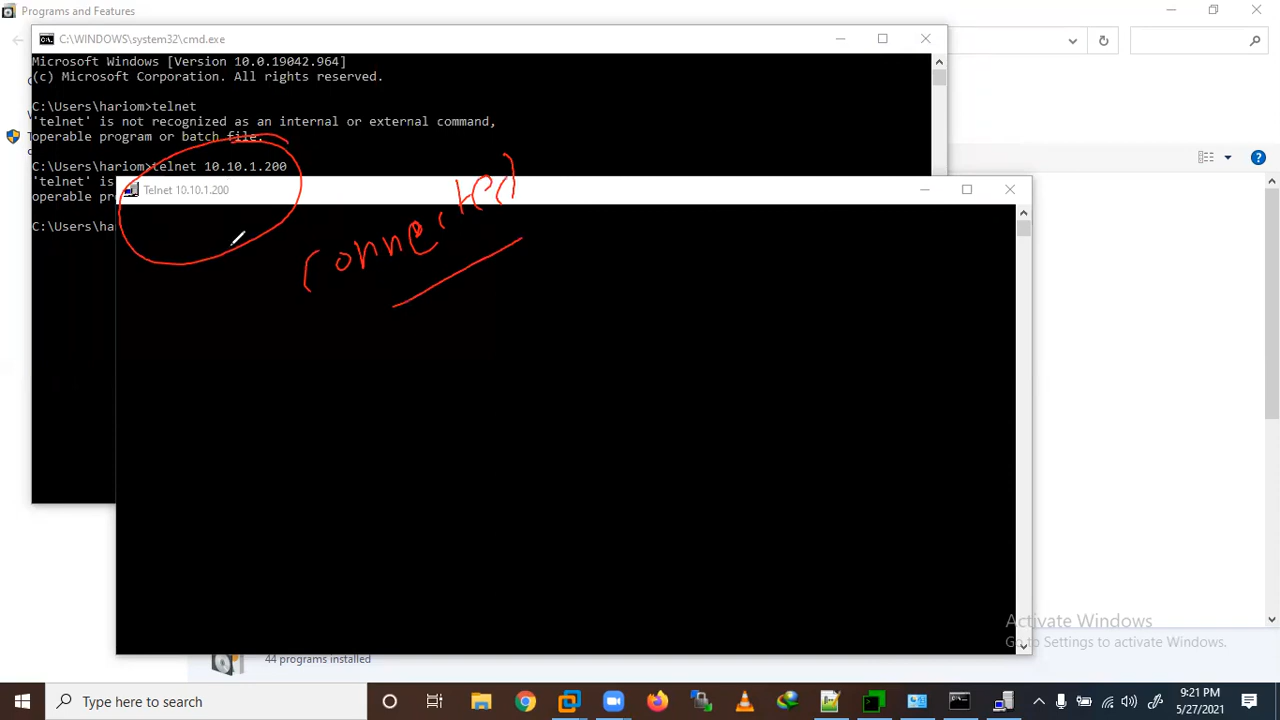 Programs and Features
C:\WINDOWS\system32\cmd.exe
Microsoft Windows [Version 10.0.19042.964]
(c) Microsoft Corporation. All rights reserved.
C:\Users\hariom>telnet
'telnet' is not recognized as an internal or external command,
operable program or batch file.
C:\Users\hariom>telnet 10.10.1.200
'telnet' is
operable pr
C:\Users\ha
Telnet 10.10.1.200
connected
44 programs installed
Activate Windows
Go to Settings to activate Windows.
Type here to search
9:21 PM
5/27/2021